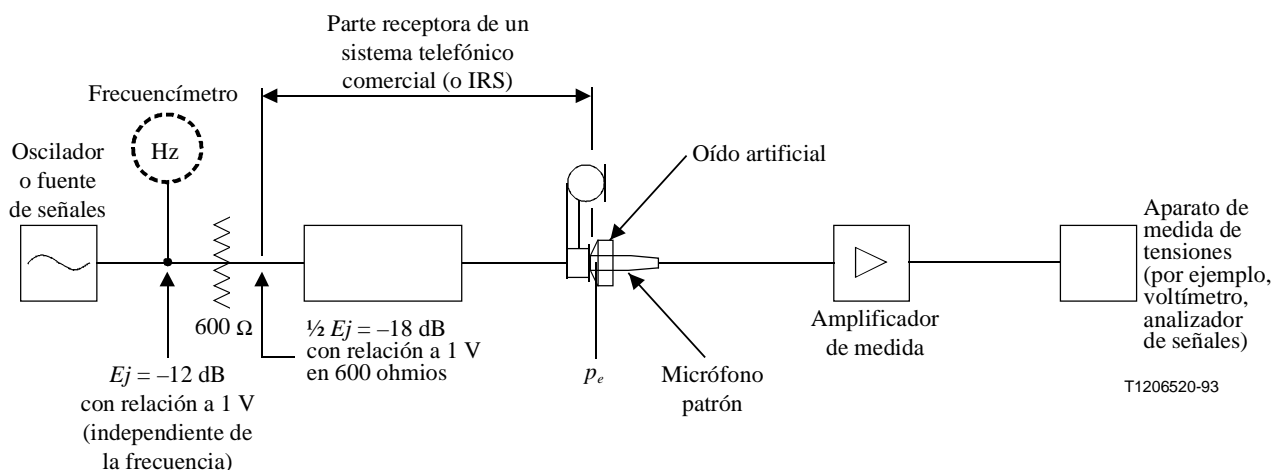 Parte receptora de un
sistema telefónico
comercial (o IRS)
Frecuencímetro
Hz
Oscilador
o fuente
de señales
Oído artificial
Aparato de
medida de
tensiones
(por ejemplo,
voltímetro,
analizador
de señales)
600 Ω
½ Ej = –18 dB
con relación a 1 V
en 600 ohmios
Ej = –12 dB
con relación a 1 V
(independiente de
la frecuencia)
pe
Micrófono
patrón
Amplificador
de medida
T1206520-93